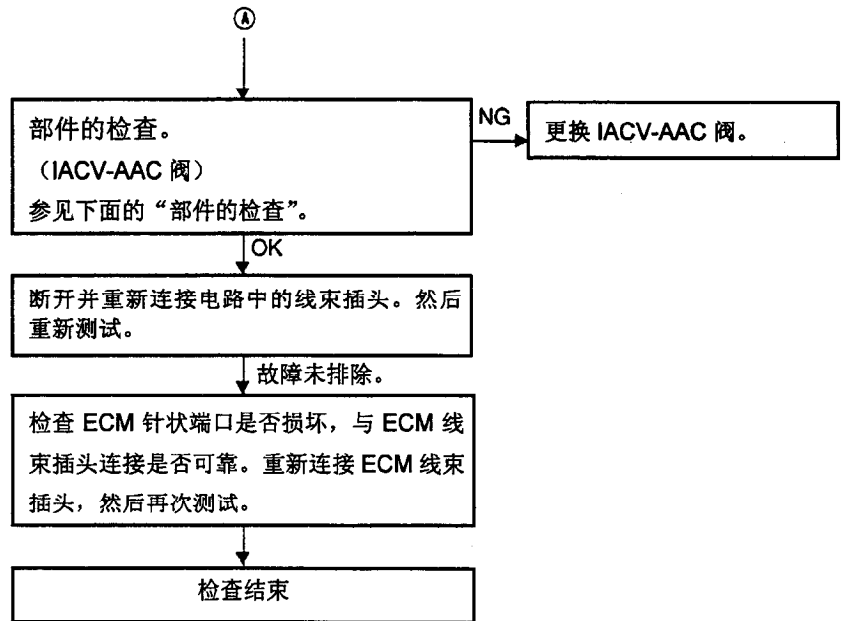 Ⓐ
部件的检查。
（IACV-AAC 阀）
参见下面的“部件的检查”。
NG
更换 IACV-AAC 阀。
OK
断开并重新连接电路中的线束插头。然后
重新测试。
故障未排除。
检查 ECM 针状端口是否损坏，与 ECM 线
束插头连接是否可靠。重新连接 ECM 线束
插头，然后再次测试。
检查结束